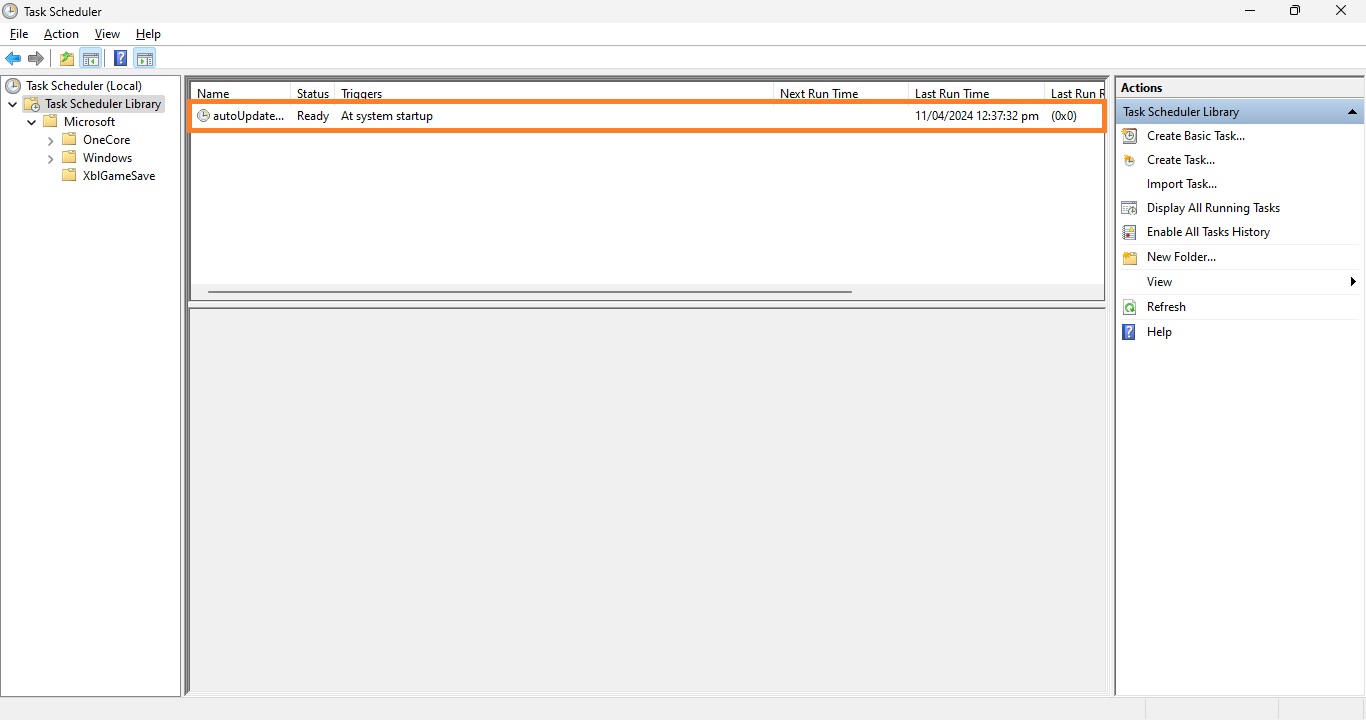 Task Scheduler
File Action View Help
Task Scheduler (Local)
Task Scheduler Library
Microsoft
OneCore
Windows
XblGameSave
Name Status Triggers Next Run Time Last Run Time Last Run R
autoUpdate... Ready At system startup 11/04/2024 12:37:32 pm (0x0)
Actions
Task Scheduler Library
Create Basic Task...
Create Task...
Import Task...
Display All Running Tasks
Enable All Tasks History
New Folder...
View
Refresh
Help